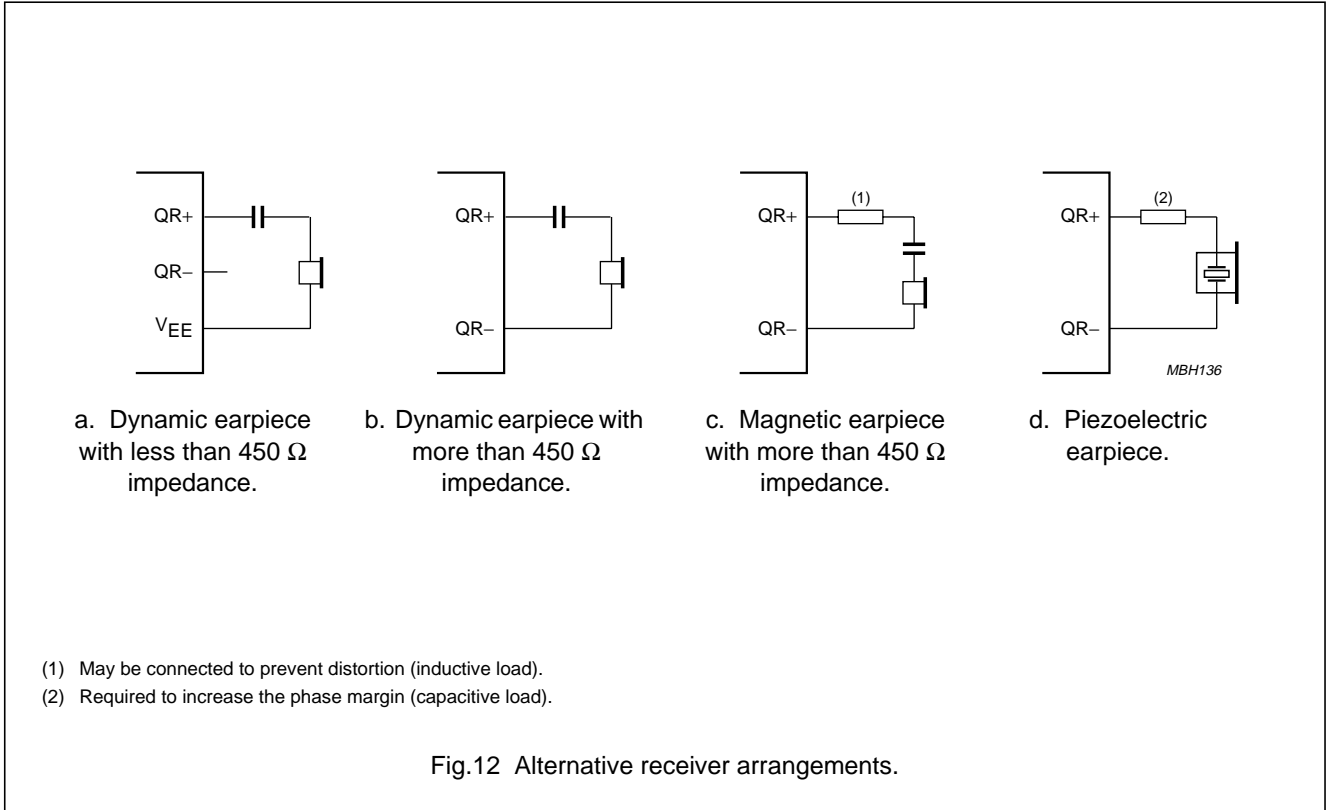 QR+
QR−
VEE
a. Dynamic earpiece
with less than 450 Ω
impedance.
QR+
QR−
b. Dynamic earpiece with
more than 450 Ω
impedance.
(1)
QR+
QR−
c. Magnetic earpiece
with more than 450 Ω
impedance.
(2)
QR+
QR−
MBH136
d. Piezoelectric
earpiece.
(1) May be connected to prevent distortion (inductive load).
(2) Required to increase the phase margin (capacitive load).
Fig.12 Alternative receiver arrangements.